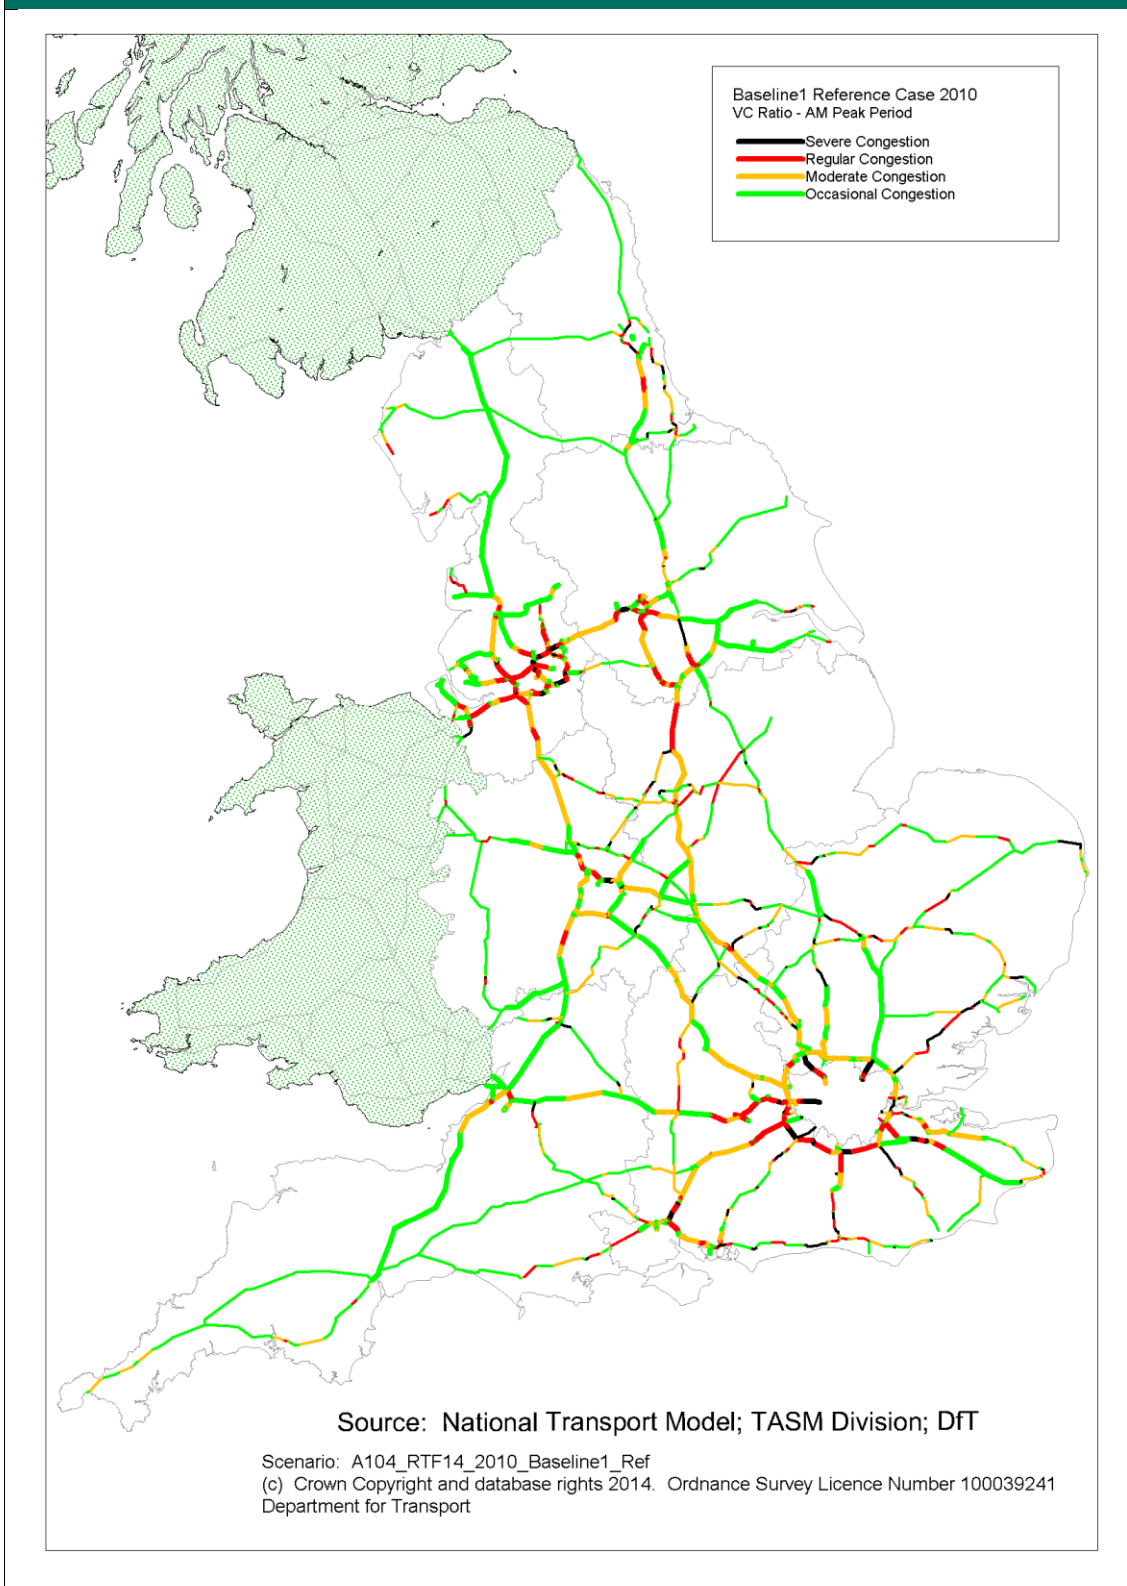 Baseline1 Reference Case 2010
VC Ratio - AM Peak Period
Severe Congestion
Regular Congestion
Moderate Congestion
Occasional Congestion
Source: National Transport Model; TASM Division; DfT
Scenario: A104_RTF14_2010_Baseline1_Ref
(c) Crown Copyright and database rights 2014. Ordnance Survey Licence Number 100039241
Department for Transport